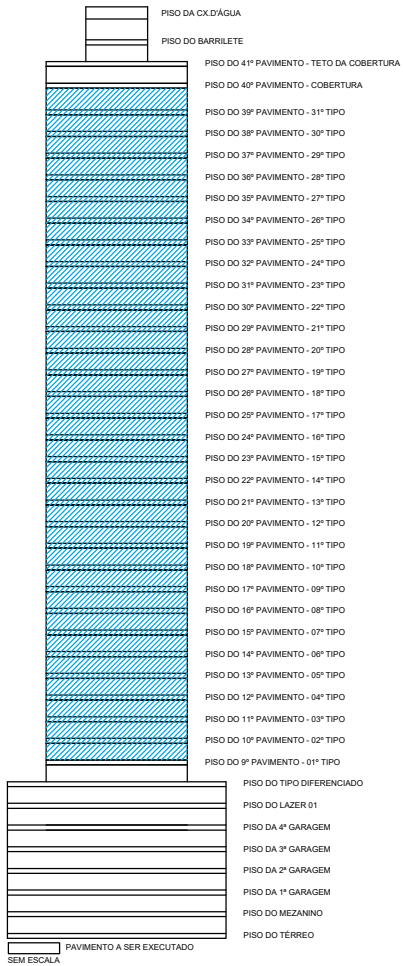 PISO DA CX.D'ÁGUA
PISO DO BARRILETE
PISO DO 41º PAVIMENTO - TETO DA COBERTURA
PISO DO 40º PAVIMENTO - COBERTURA
PISO DO 39º PAVIMENTO - 31º TIPO
PISO DO 38º PAVIMENTO - 30º TIPO
PISO DO 37º PAVIMENTO - 29º TIPO
PISO DO 36º PAVIMENTO - 28º TIPO
PISO DO 35º PAVIMENTO - 27º TIPO
PISO DO 34º PAVIMENTO - 26º TIPO
PISO DO 33º PAVIMENTO - 25º TIPO
PISO DO 32º PAVIMENTO - 24º TIPO
PISO DO 31º PAVIMENTO - 23º TIPO
PISO DO 30º PAVIMENTO - 22º TIPO
PISO DO 29º PAVIMENTO - 21º TIPO
PISO DO 28º PAVIMENTO - 20º TIPO
PISO DO 27º PAVIMENTO - 19º TIPO
PISO DO 26º PAVIMENTO - 18º TIPO
PISO DO 25º PAVIMENTO - 17º TIPO
PISO DO 24º PAVIMENTO - 16º TIPO
PISO DO 23º PAVIMENTO - 15º TIPO
PISO DO 22º PAVIMENTO - 14º TIPO
PISO DO 21º PAVIMENTO - 13º TIPO
PISO DO 20º PAVIMENTO - 12º TIPO
PISO DO 19º PAVIMENTO - 11º TIPO
PISO DO 18º PAVIMENTO - 10º TIPO
PISO DO 17º PAVIMENTO - 09º TIPO
PISO DO 16º PAVIMENTO - 08º TIPO
PISO DO 15º PAVIMENTO - 07º TIPO
PISO DO 14º PAVIMENTO - 06º TIPO
PISO DO 13º PAVIMENTO - 05º TIPO
PISO DO 12º PAVIMENTO - 04º TIPO
PISO DO 11º PAVIMENTO - 03º TIPO
PISO DO 10º PAVIMENTO - 02º TIPO
PISO DO 9º PAVIMENTO - 01º TIPO
PISO DO TIPO DIFERENCIADO
PISO DO LAZER 01
PISO DA 4ª GARAGEM
PISO DA 3ª GARAGEM
PISO DA 2ª GARAGEM
PISO DA 1ª GARAGEM
PISO DO MEZANINO
PISO DO TÉRREO
PAVIMENTO A SER EXECUTADO
SEM ESCALA